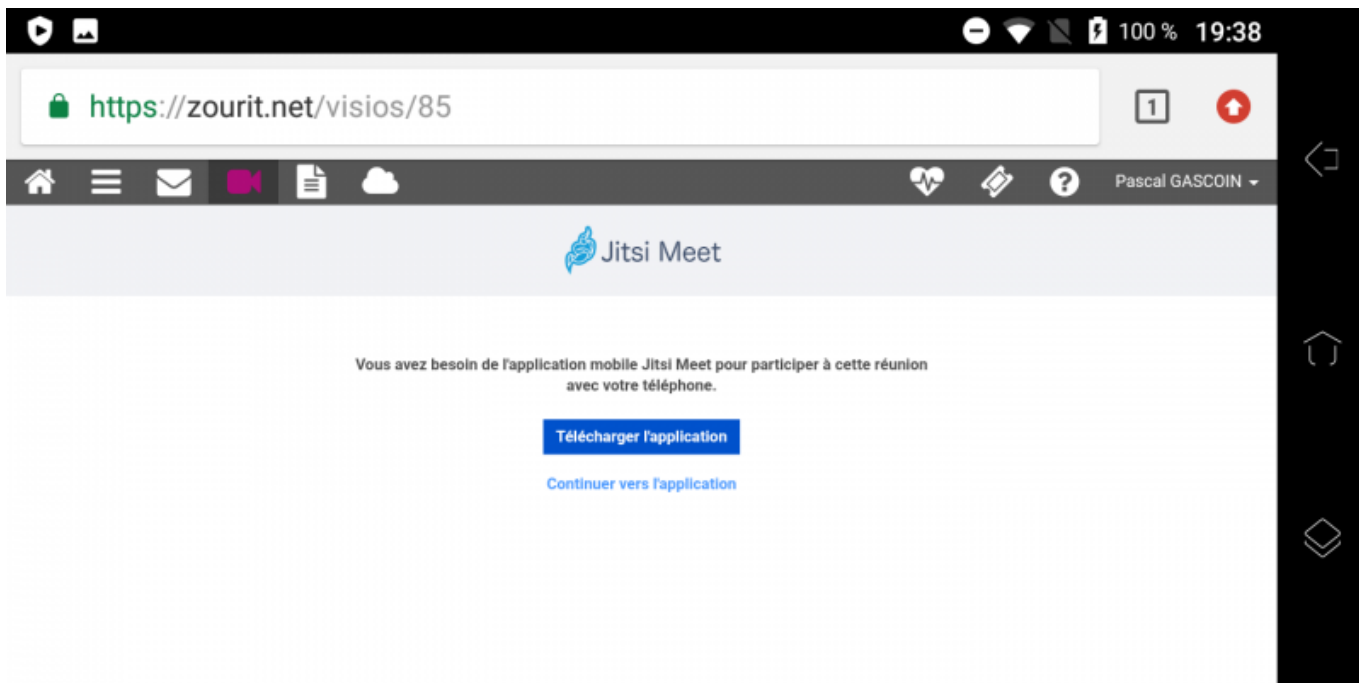 100 % 19:38
https://zourit.net/visios/85
1
? Pascal GASCOIN
Jitsi Meet
Vous avez besoin de l'application mobile Jitsi Meet pour participer à cette réunion
avec votre téléphone.
Télécharger l'application
Continuer vers l'application